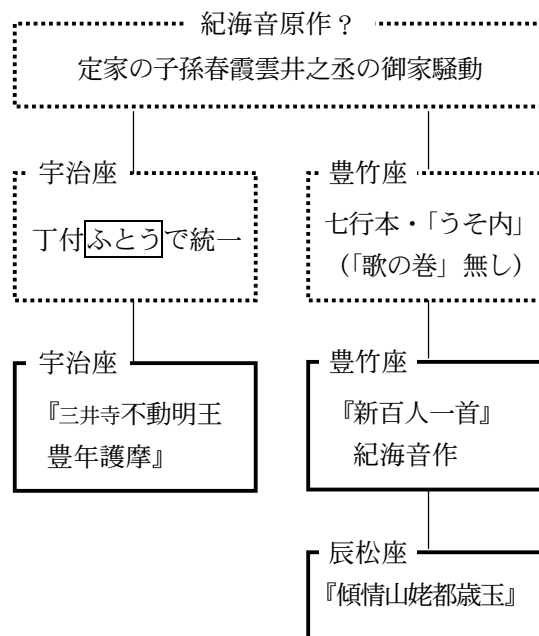 紀海音原作？
定家の子孫春霞雲井之丞の御家騒動
宇治座
丁付ふとうで統一
豊竹座
七行本・「うそ内」
（「歌の巻」無し）
宇治座
『三井寺不動明王
豊年護摩』
豊竹座
『新百人一首』
紀海音作
辰松座
『傾情山姥都歳玉』